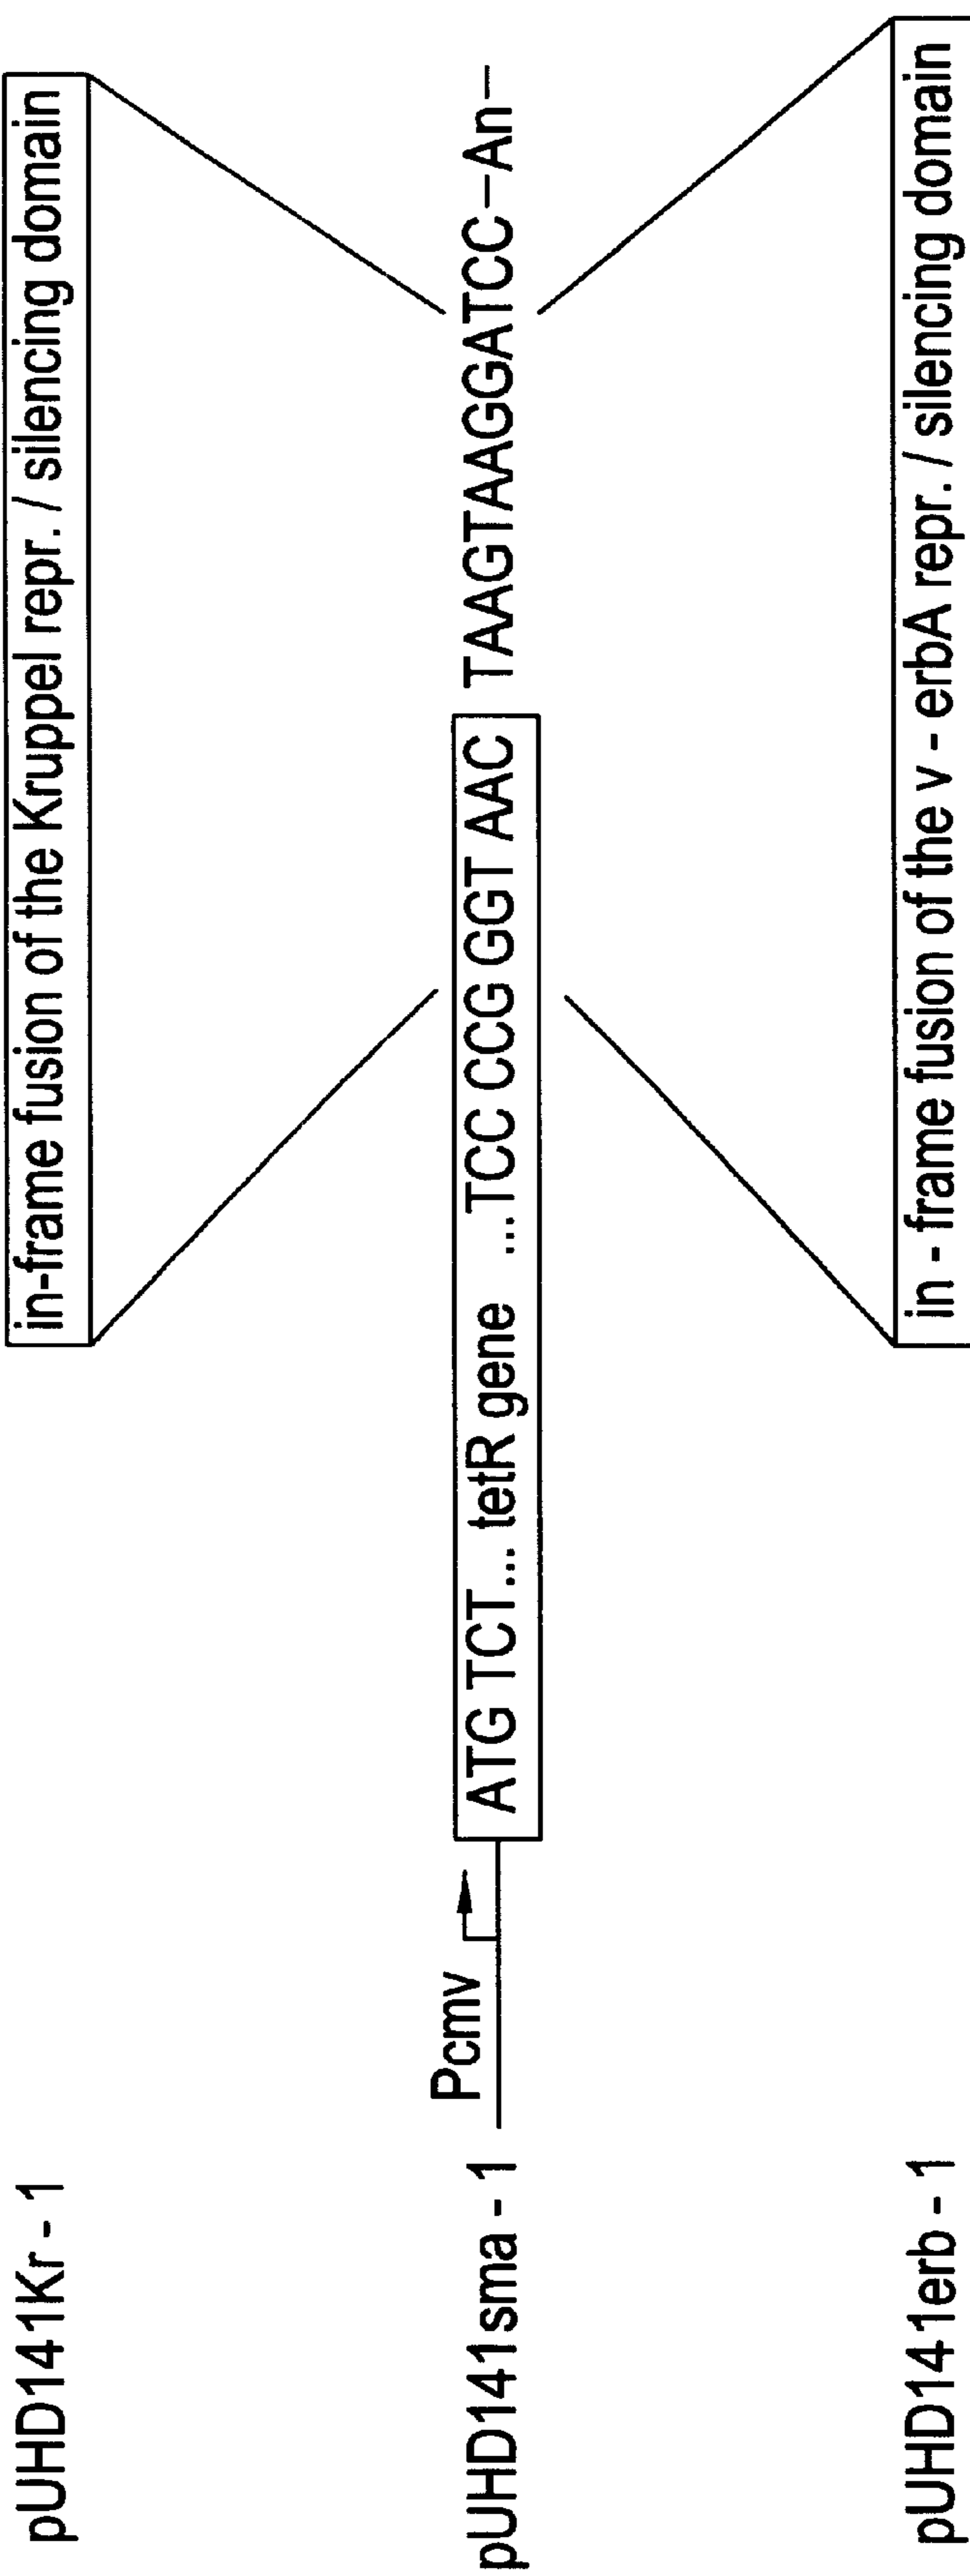 pUHD141Kr - 1
in-frame fusion of the Kruppel repr. / silencing domain
pUHD141sma - 1
Pcmv
ATG TCT... tetR gene ...TCC CCG GGT AAC TAAGTAAGGATCC-An-
pUHD141erb - 1
in - frame fusion of the v - erbA repr. / silencing domain